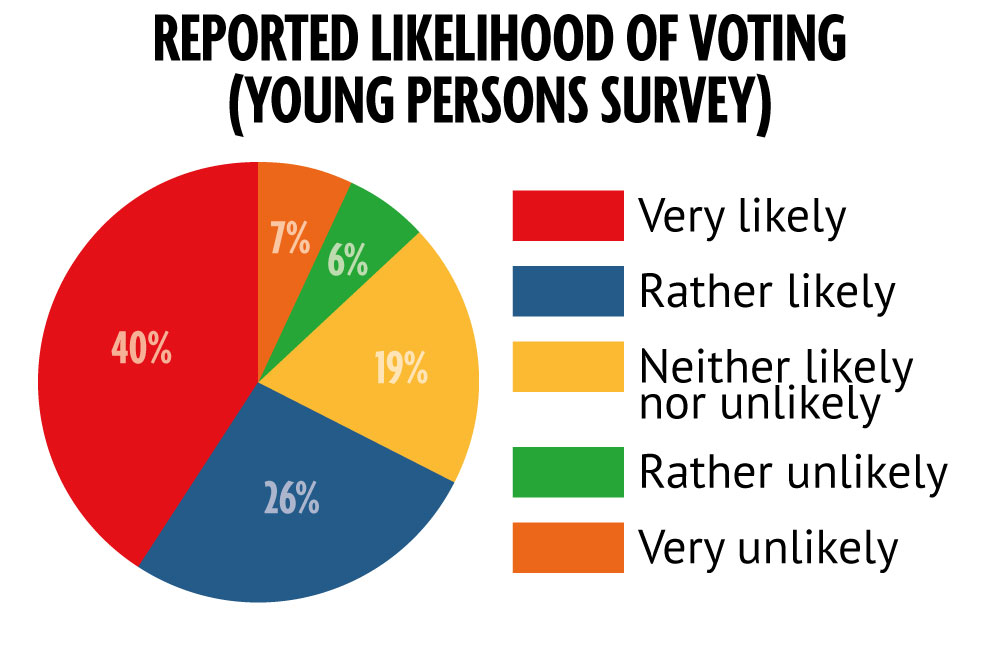 REPORTED LIKELIHOOD OF VOTING
(YOUNG PERSONS SURVEY)
7%
6%
40%
19%
26%
Very likely
Rather likely
Neither likely
nor unlikely
Rather unlikely
Very unlikely